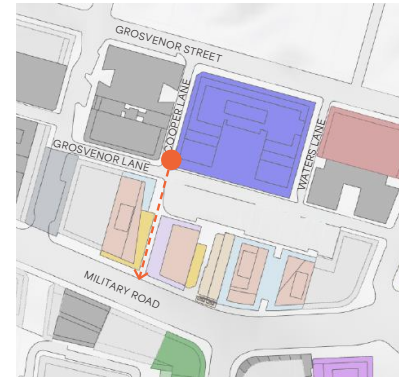 GROSVENOR STREET
COOPER LANE
WATERS LANE
GROSVENOR LANE
MILITARY ROAD